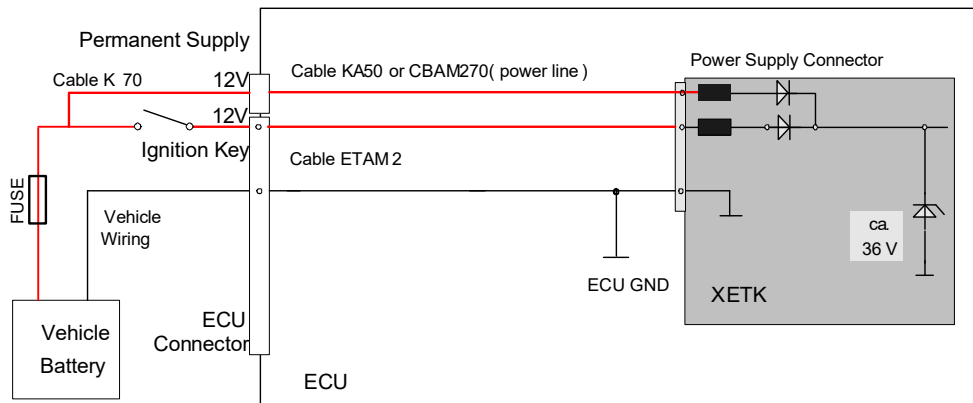 Permanent Supply
Cable K 70
12V
Cable KA50 or CBAM270( power line )
Power Supply Connector
12V
Ignition Key
Cable ETAM 2
FUSE
Vehicle
Wiring
ca.
36 V
ECU GND
XETK
Vehicle
Battery
ECU
Connector
ECU